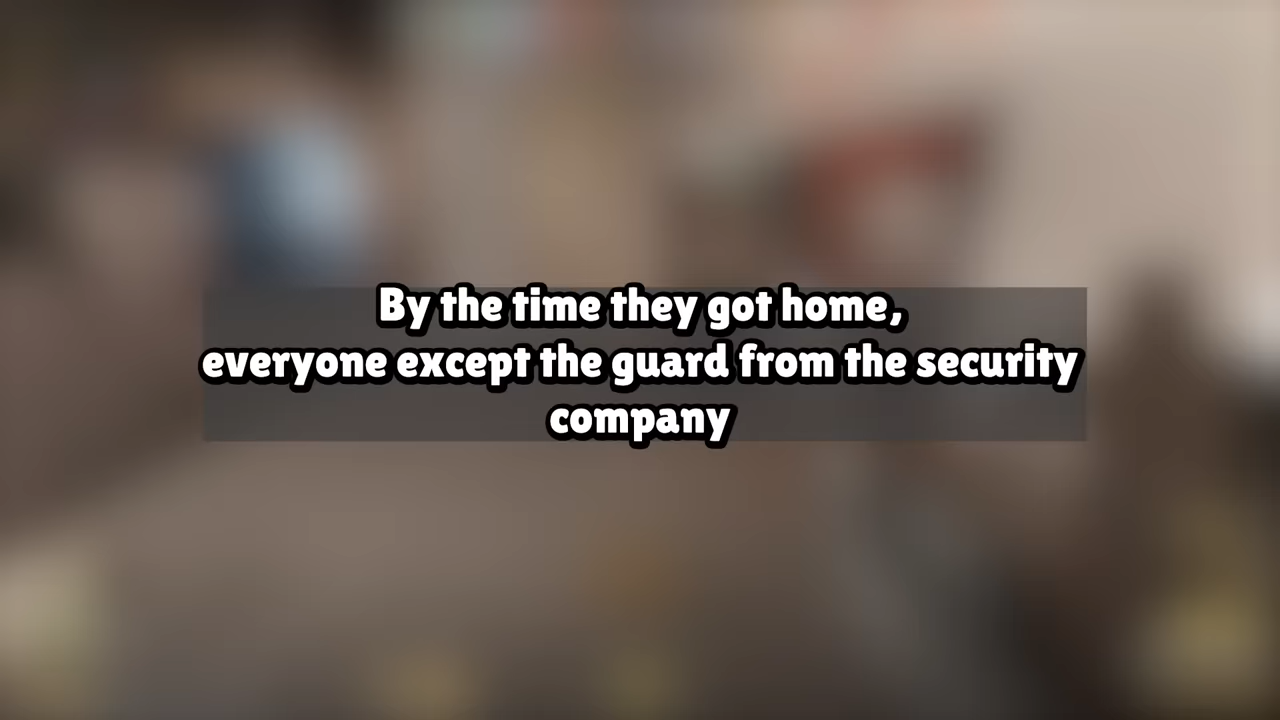 By the time they got home,
everyone except the guard from the security
company